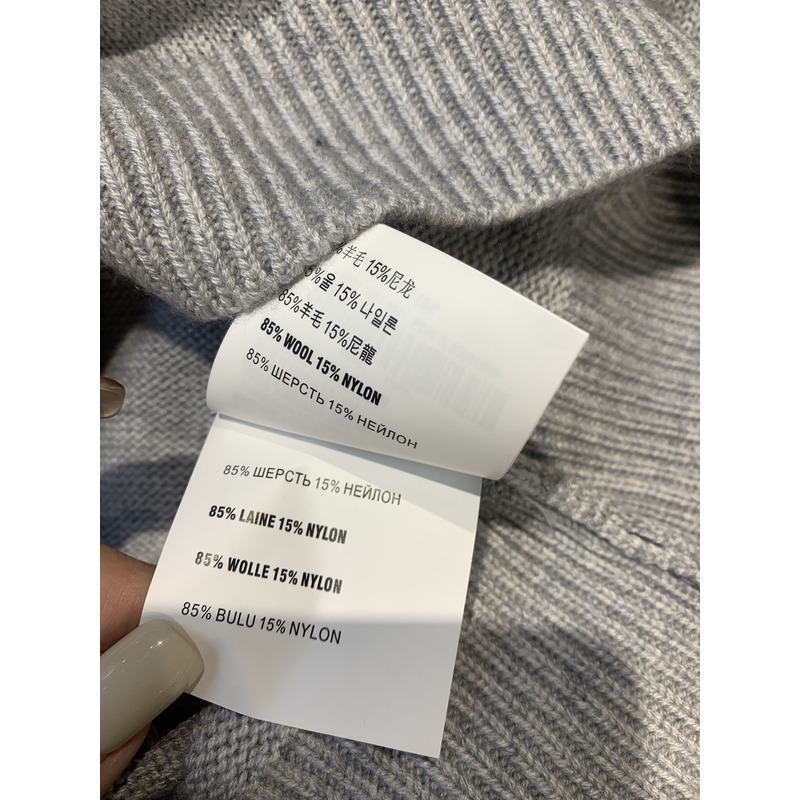 %羊毛 15%尼龙
5%울 15%나일론
85%羊毛 15%尼龍
85% WOOL 15% NYLON
85% ШЕРСТЬ 15% НЕЙЛОН
85% ШЕРСТЬ 15% НЕЙЛОН
85% LAINE 15% NYLON
85% WOLLE 15% NYLON
85% BULU 15% NYLON